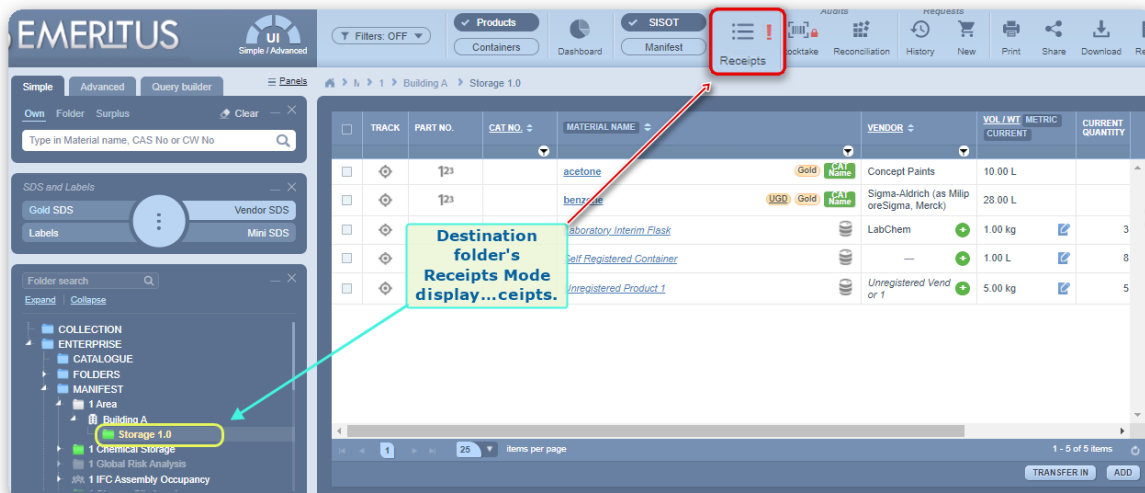 EMERITUS
UI
Simple / Advanced
Filters: OFF
Products
Containers
Dashboard
SISOT
Manifest
Receipts
Audits
Reconciliation
Requests
History
New
Print
Share
Download
Simple
Advanced
Query builder
Panels
Own Folder Surplus
Clear
Type in Material name, CAS No or CW No
SDS and Labels
Gold SDS
Vendor SDS
Labels
Mini SDS
Folder search
Expand
Collapse
COLLECTION
ENTERPRISE
CATALOGUE
FOLDERS
MANIFEST
1 Area
Building A
Storage 1.0
1 Chemical Storage
1 Global Risk Analysis
1 IFC Assembly Occupancy
1 Building A Storage 1.0
TRACK PART NO. CAT NO. MATERIAL NAME VENDOR VOL / WT METRIC CURRENT CURRENT QUANTITY
123 acetone Gold CAT Name Concept Paints 10.00 L
123 benzene UGD Gold CAT Name Sigma-Aldrich (as Milip
oreSigma, Merck) 28.00 L
Laboratory Interim Flask LabChem 1.00 kg 3
Self Registered Container — 1.00 L 8
Unregistered Product 1 Unregistered Vend
or 1 5.00 kg 5
Destination
folder's
Receipts Mode
display...ceipts.
1
25 items per page
1 - 5 of 5 items
TRANSFER IN
ADD